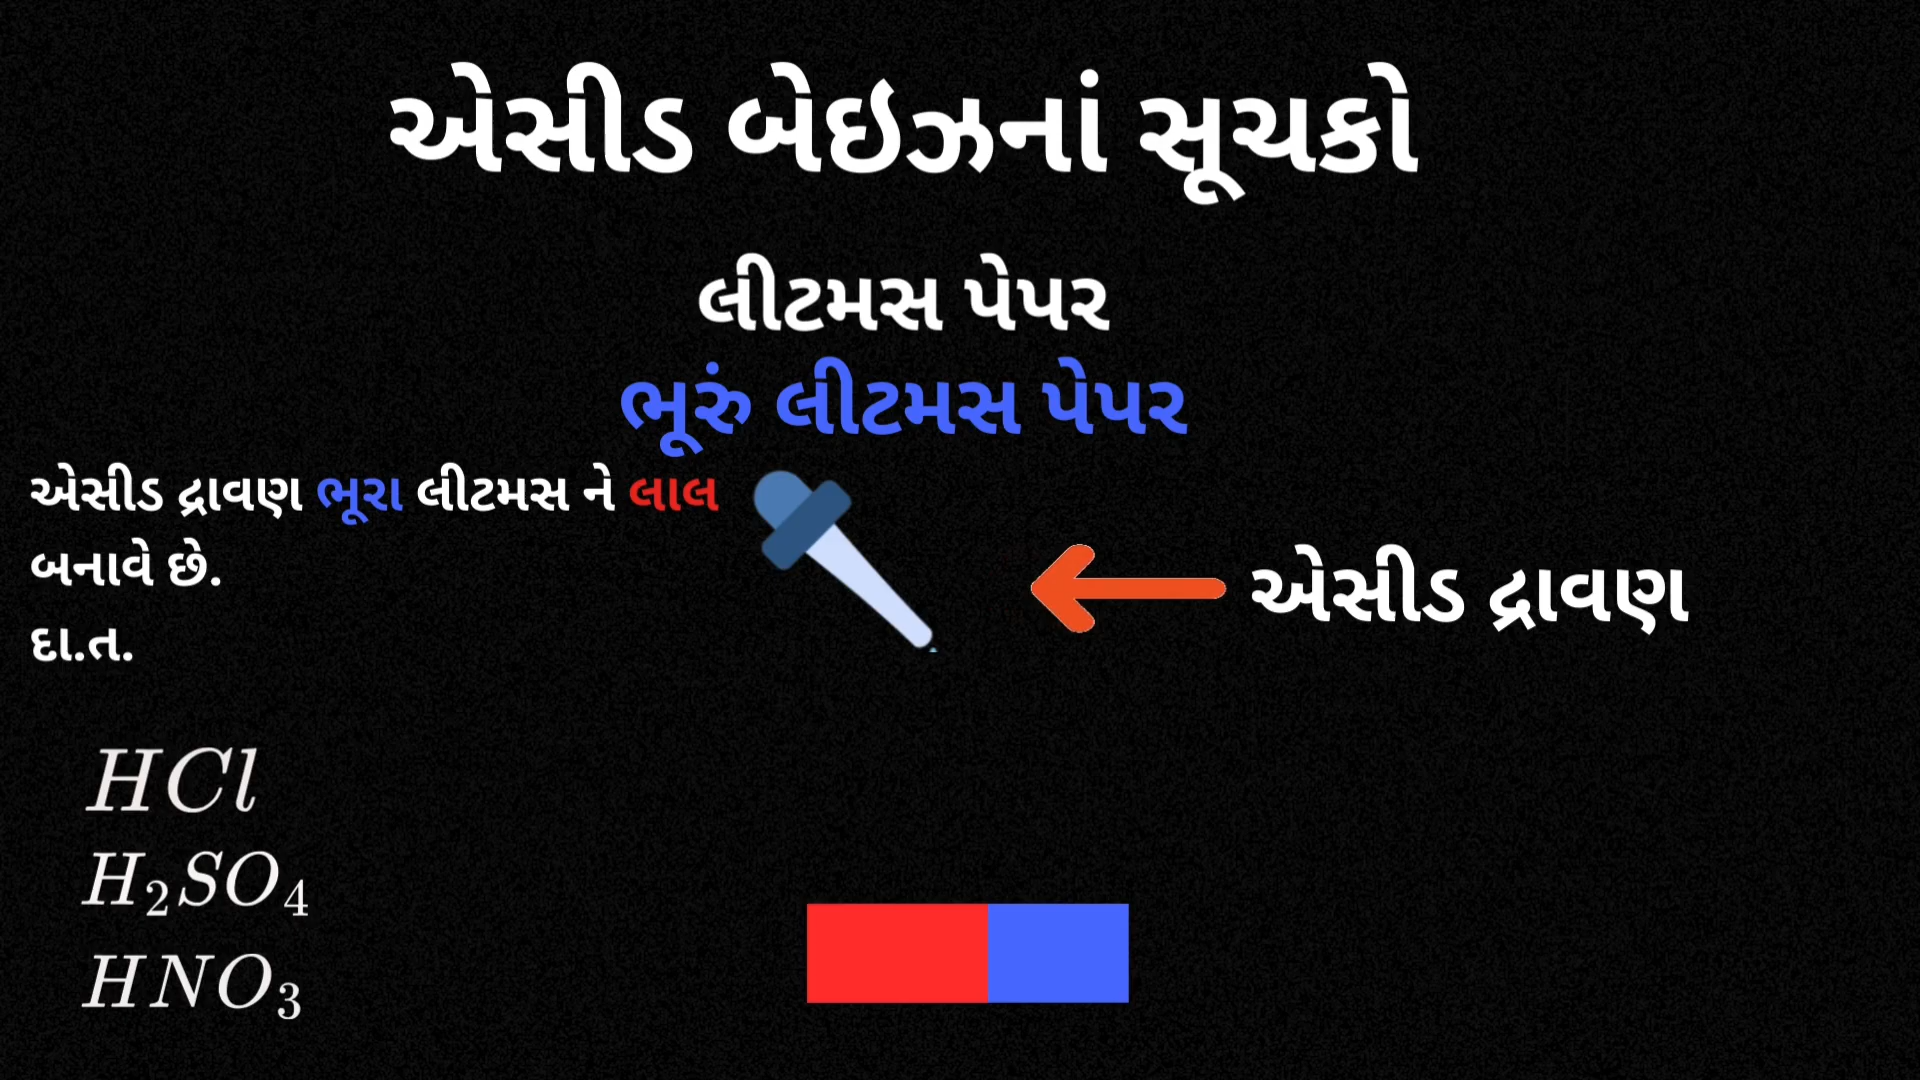 એસીડ બેઇઝનાં સૂચકો
લીટમસ પેપર
ભૂરું લીટમસ પેપર
એસીડ દ્રાવણ ભૂરા લીટમસ ને લાલ
બનાવે છે.
દા.ત.
એસીડ દ્રાવણ
HCl
H₂SO₄
HNO₃